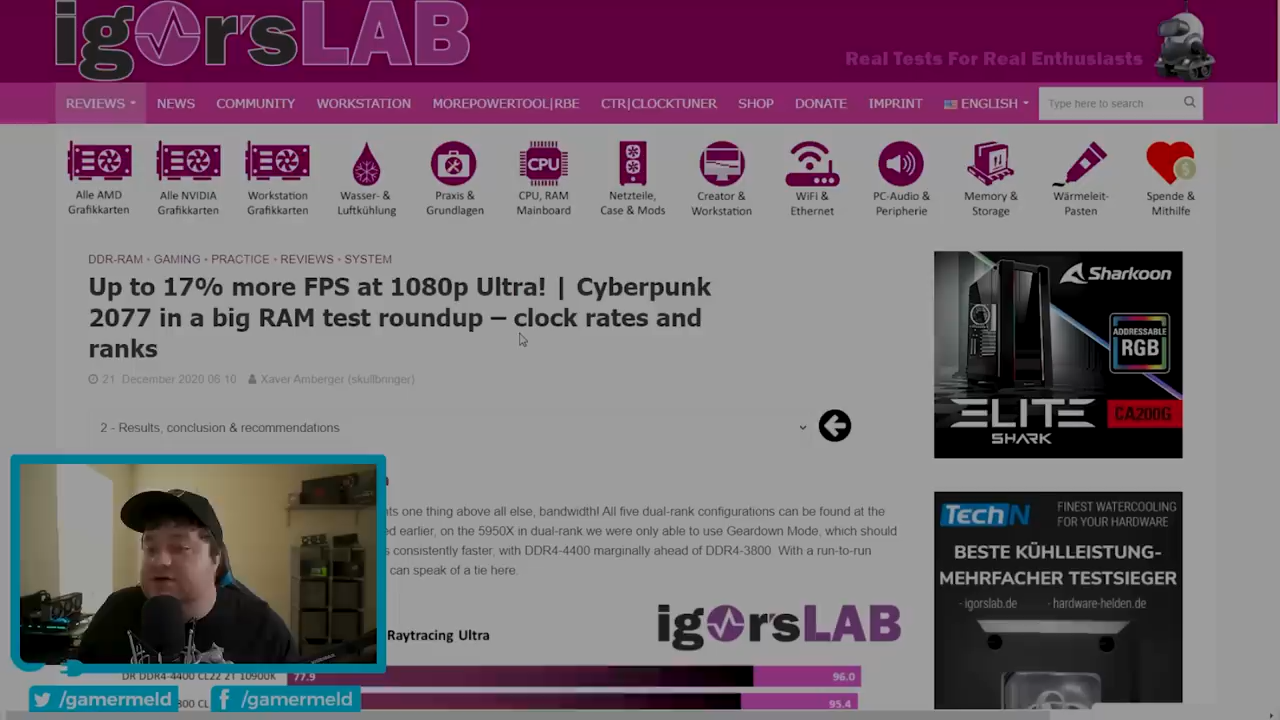 igor'sLAB
Real Tests For Real Enthusiasts
REVIEWS NEWS COMMUNITY WORKSTATION MOREPOWERTOOL|RBE CTR|CLOCKTUNER SHOP DONATE IMPRINT ENGLISH Type here to search
CPU
Alle AMD Grafikkarten
Alle NVIDIA Grafikkarten
Workstation Grafikkarten
Wasser- & Luftkühlung
Praxis & Grundlagen
CPU, RAM Mainboard
Netzteile, Case & Mods
Creator & Workstation
WiFi & Ethernet
PC-Audio & Peripherie
Memory & Storage
Wärmeleit-Pasten
Spende & Mithilfe
DDR-RAM • GAMING • PRACTICE • REVIEWS • SYSTEM
Up to 17% more FPS at 1080p Ultra! | Cyberpunk
2077 in a big RAM test roundup – clock rates and
ranks
21. December 2020 06:10 Xaver Amberger (skullbringer)
2 - Results, conclusion & recommendations
nts one thing above all else, bandwidth! All five dual-rank configurations can be found at the
ed earlier, on the 5950X in dual-rank we were only able to use Geardown Mode, which should
s consistently faster, with DDR4-4400 marginally ahead of DDR4-3800. With a run-to-run
can speak of a tie here.
igor'sLAB
Raytracing Ultra
DR DDR4-4400 CL22 2T 10900K 77.9 96.0
800 CL 95.4
Sharkoon
ADDRESSABLE
RGB
ELITE
SHARK
CA200G
TechN
FINEST WATERCOOLING
FOR YOUR HARDWARE
BESTE KÜHLLEISTUNG-
MEHRFACHER TESTSIEGER
- igorslab.de - hardware-helden.de
/gamermeld /gamermeld